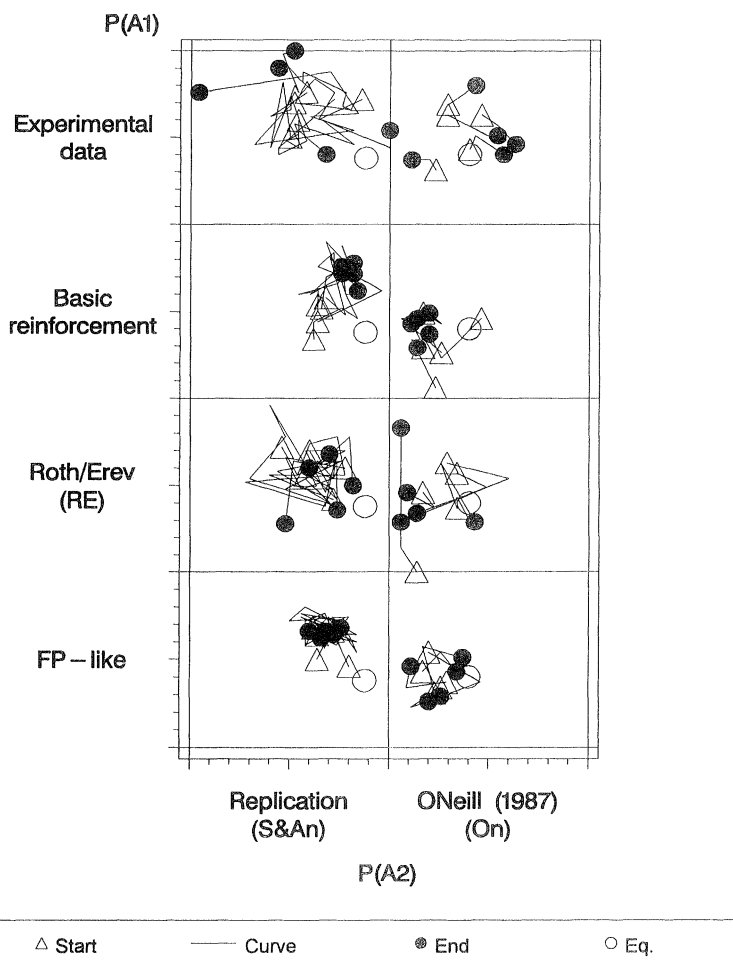 P(A1)
Experimental
data
Basic
reinforcement
Roth/Erev
(RE)
FP-like
Replication
(S&An)
ONeill (1987)
(On)
P(A2)
Start
Curve
End
Eq.